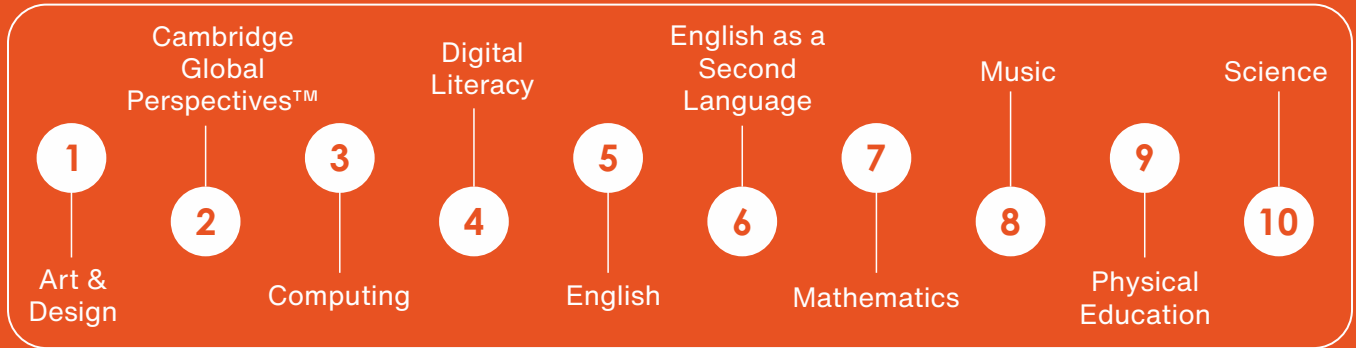 1
Art &
Design
Cambridge
Global
Perspectives™
2
3
Computing
Digital
Literacy
4
5
English
English as a
Second
Language
6
7
Mathematics
Music
8
9
Physical
Education
Science
10